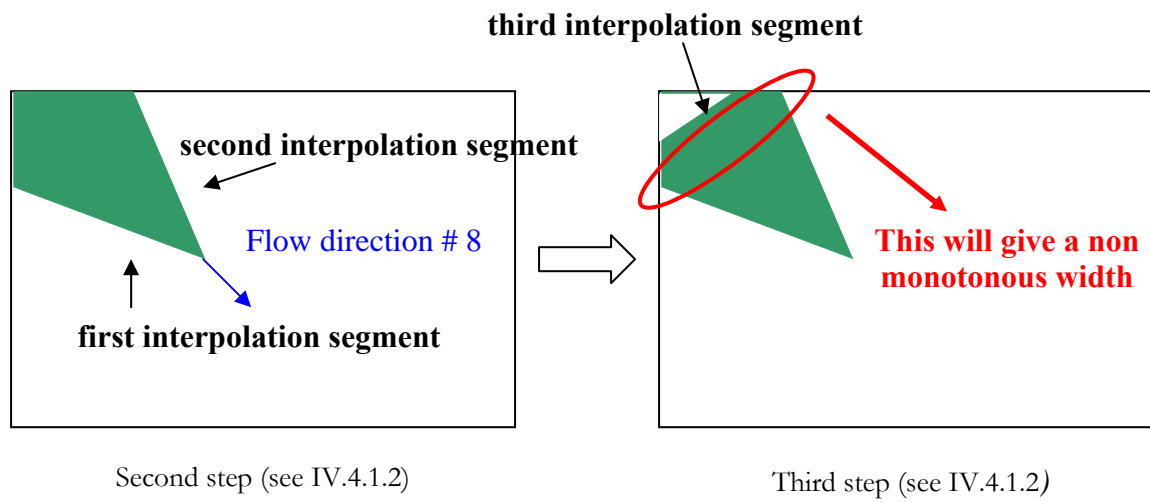 third interpolation segment
second interpolation segment
Flow direction # 8
first interpolation segment
This will give a non
monotonous width
Second step (see IV.4.1.2)
Third step (see IV.4.1.2)